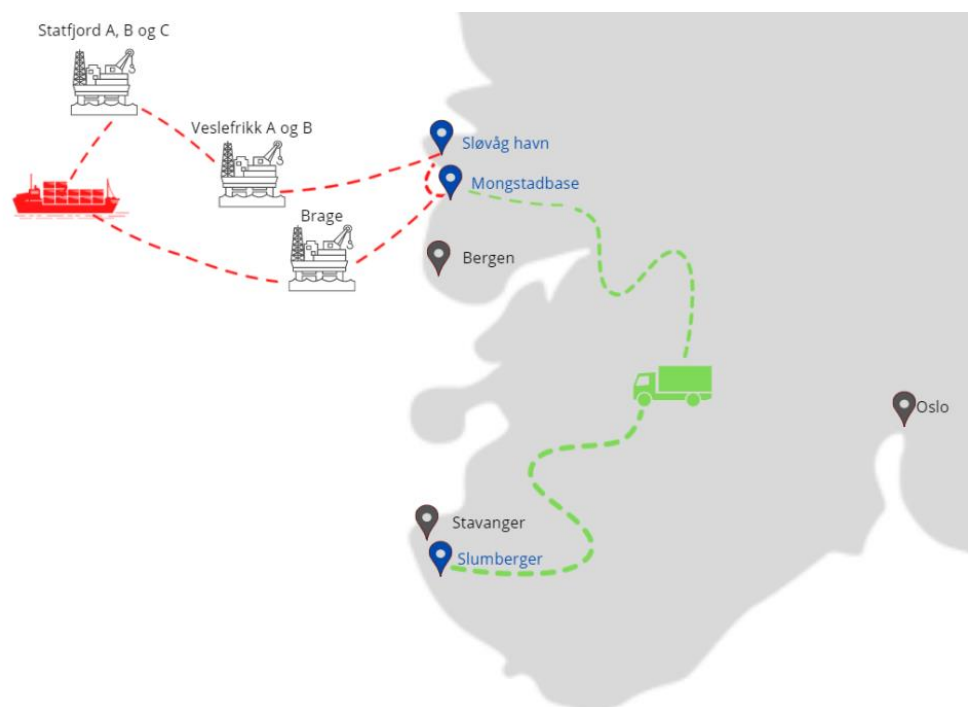 Statfjord A, B og C
Veslefrikk A og B
Sløvåg havn
Mongstadbase
Brage
Bergen
Oslo
Stavanger
Slumberger